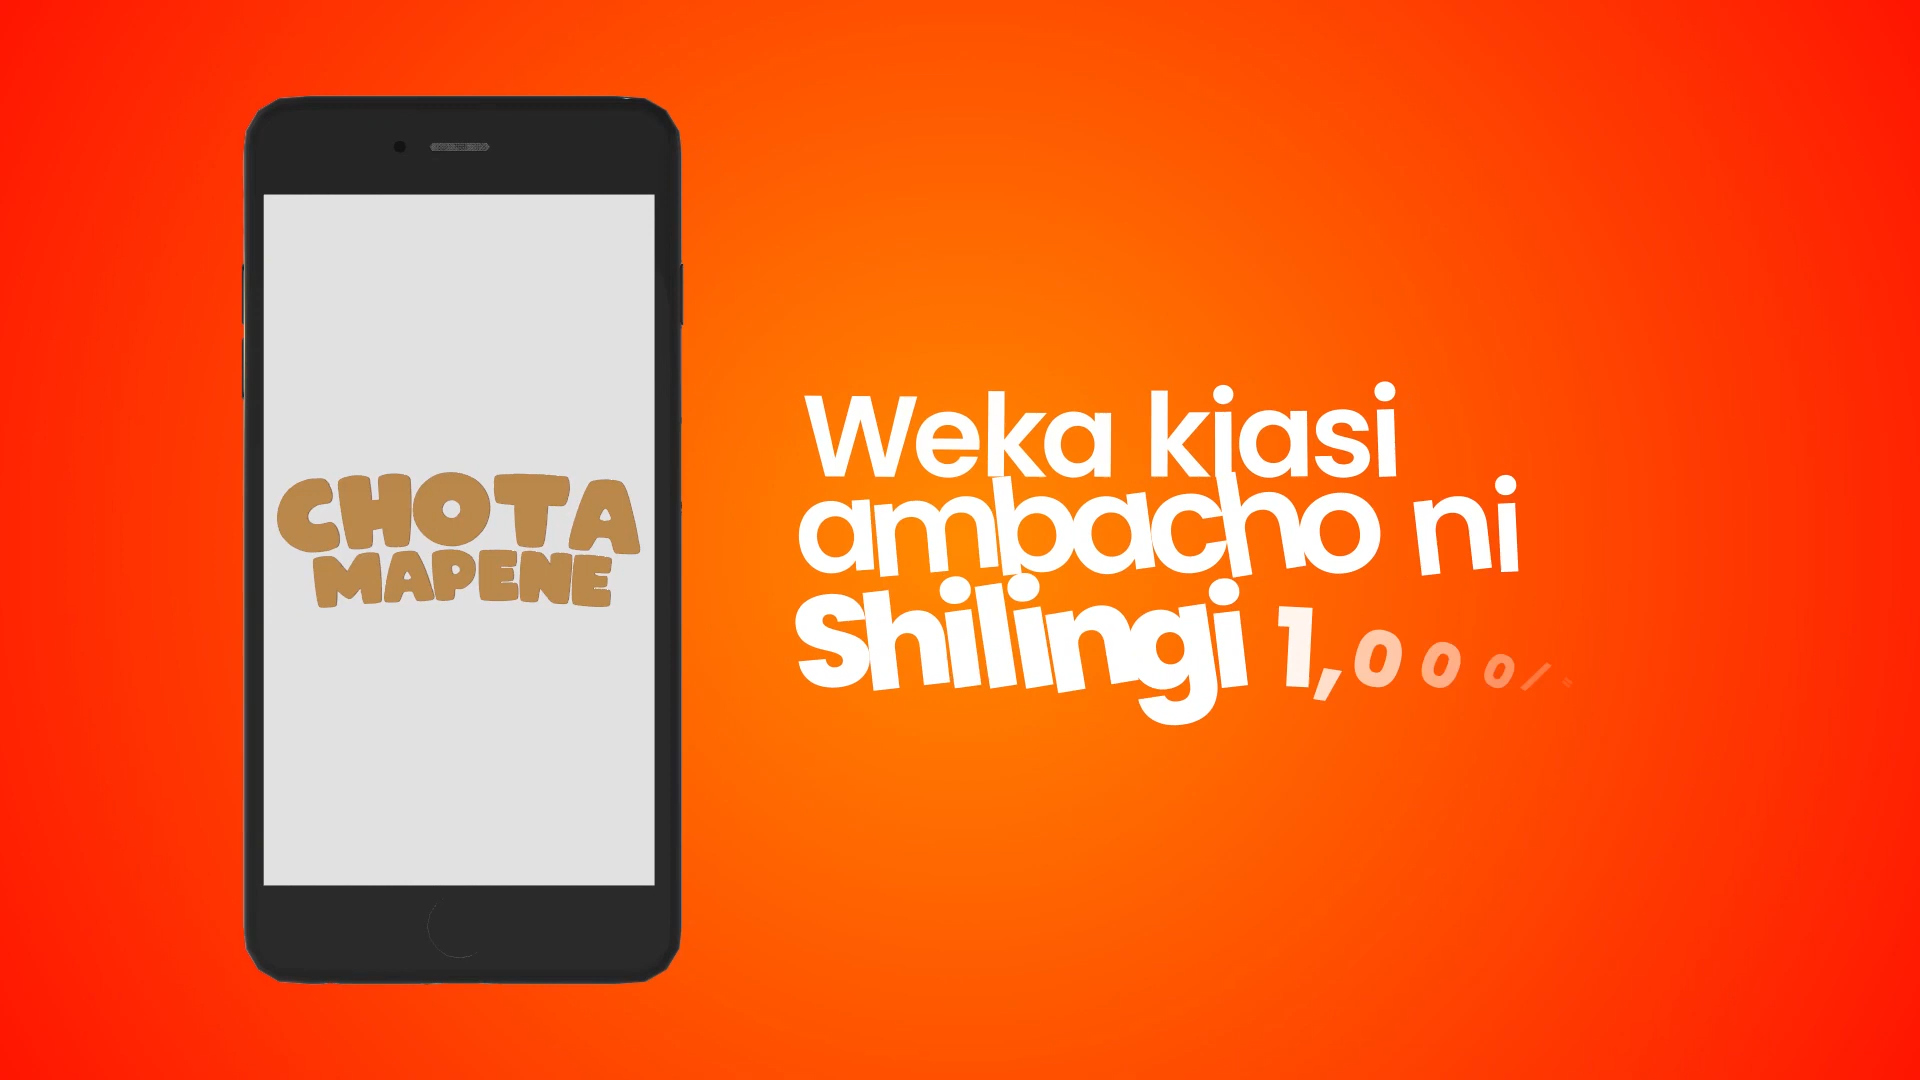 CHOTA
MAPENE
Weka kiasi
ambacho ni
Shilingi 1,000/-